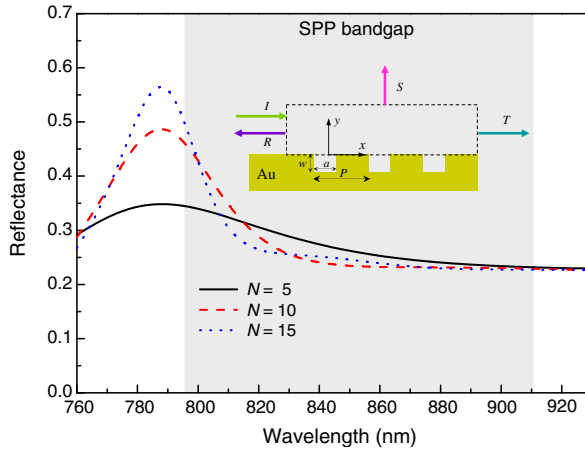 SPP bandgap
S
I
R
T
y
x
w
a
P
Au
N = 5
N = 10
N = 15
Reflectance
0.7
0.6
0.5
0.4
0.3
0.2
0.1
0.0
760 780 800 820 840 860 880 900 920
Wavelength (nm)